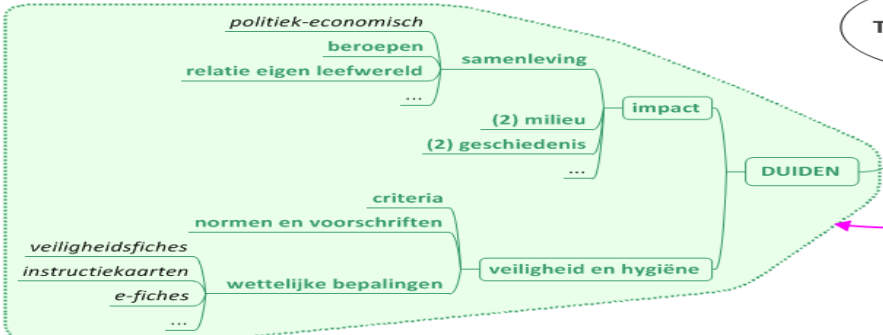 politiek-economisch
beroepen
relatie eigen leefwereld
...
samenleving
(2) milieu
(2) geschiedenis
...
impact
DUIDEN
criteria
normen en voorschriften
veiligheidsfiches
instructiekaarten
e-fiches
...
wettelijke bepalingen
veiligheid en hygiëne
T